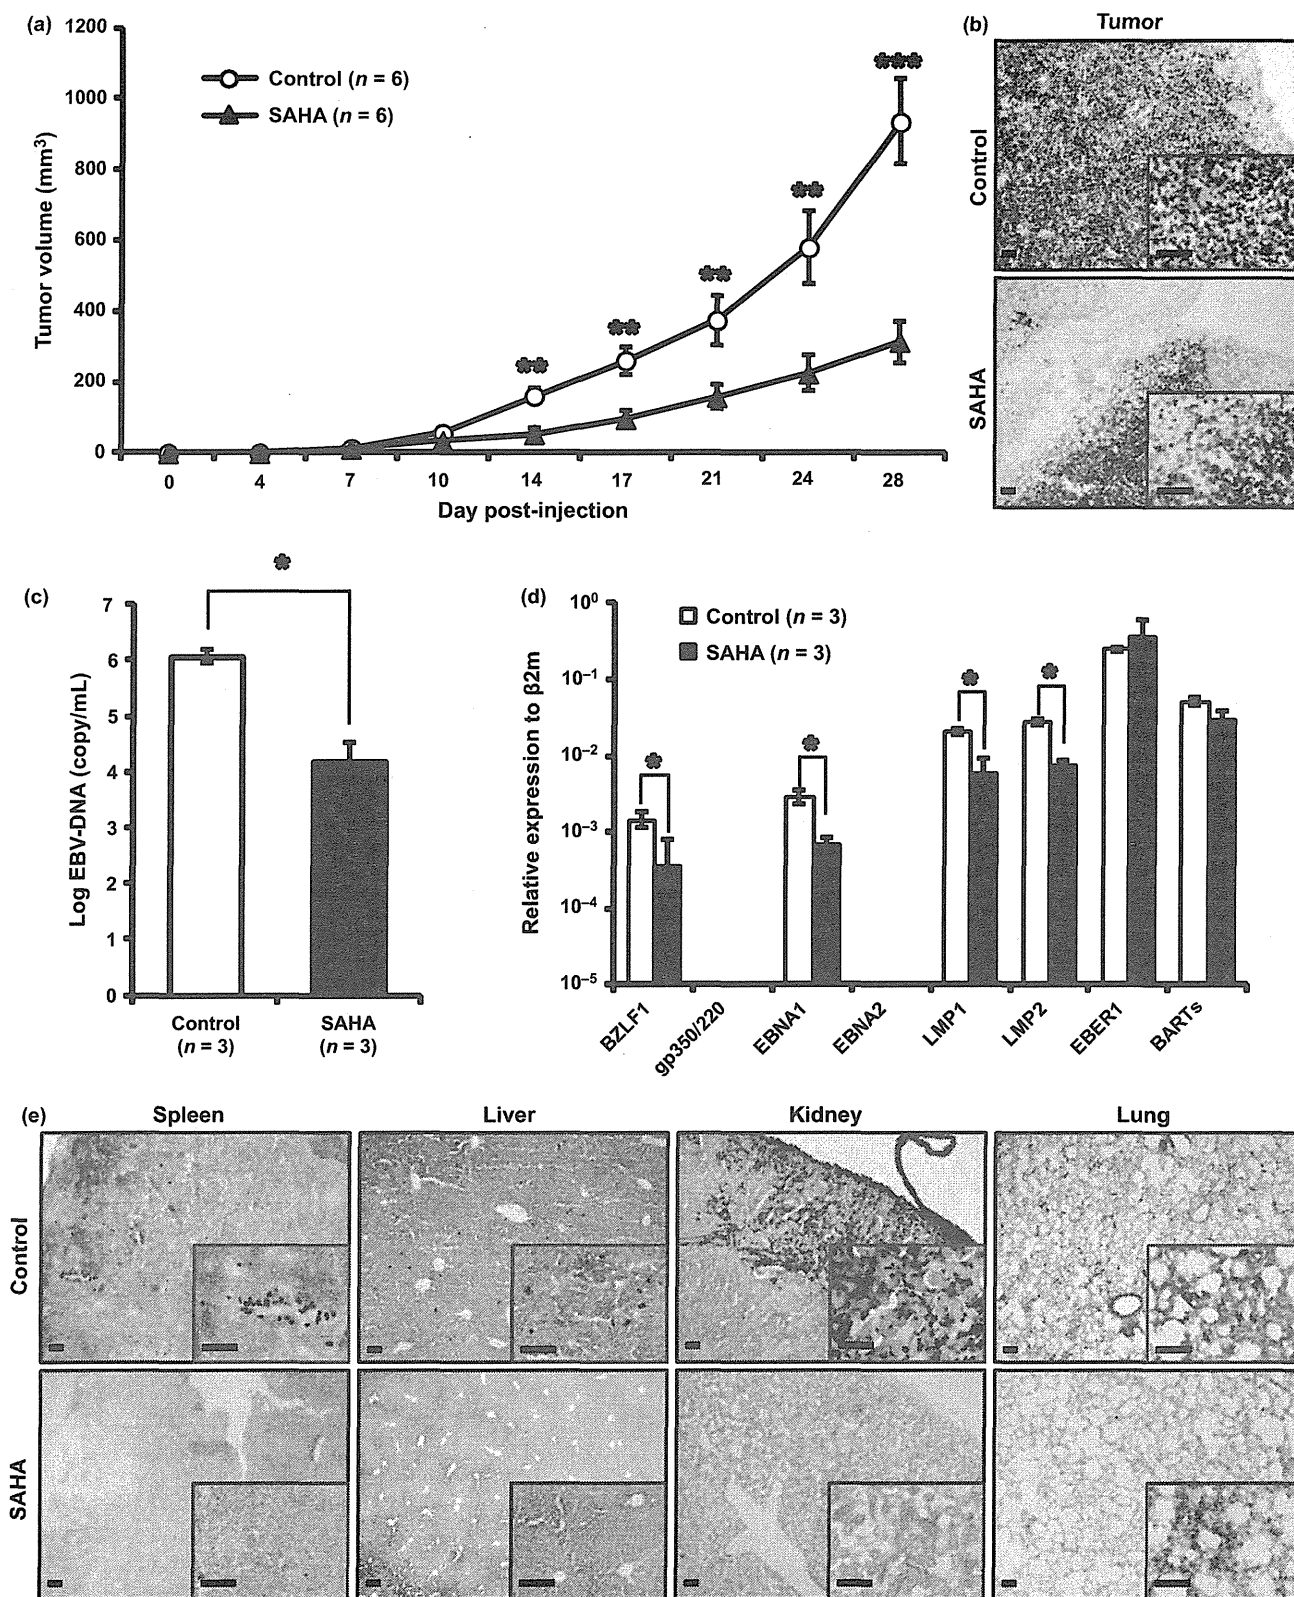 (a)
1200
1000
800
600
400
200
0
Tumor volume (mm³)
Control (n = 6)
SAHA (n = 6)
**
**
**
**
***
0 4 7 10 14 17 21 24 28
Day post-injection
(b)
Tumor
Control
SAHA
(c)
*
7
6
5
4
3
2
1
0
Log EBV-DNA (copy/mL)
Control SAHA
(n = 3) (n = 3)
(d)
10⁰
10⁻¹
10⁻²
10⁻³
10⁻⁴
10⁻⁵
Relative expression to β2m
Control (n = 3)
SAHA (n = 3)
*
*
*
*
BZLF1
gp350/220
EBNA1
EBNA2
LMP1
LMP2
EBER1
BARTs
(e)
Spleen Liver Kidney Lung
Control
SAHA